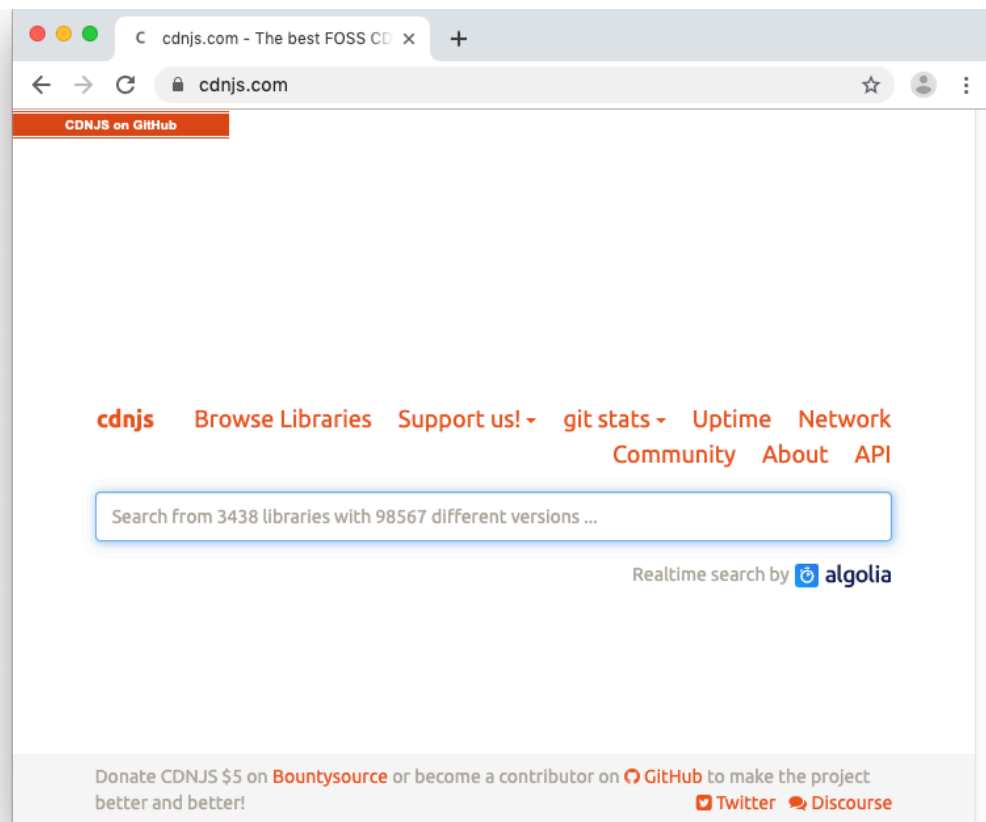 C cdnjs.com - The best FOSS CD
cdnjs.com
CDNJS on GitHub
cdnjs Browse Libraries Support us! git stats Uptime Network
Community About API
Search from 3438 libraries with 98567 different versions ...
Realtime search by algolia
Donate CDNJS $5 on Bountysource or become a contributor on GitHub to make the project
better and better! Twitter Discourse